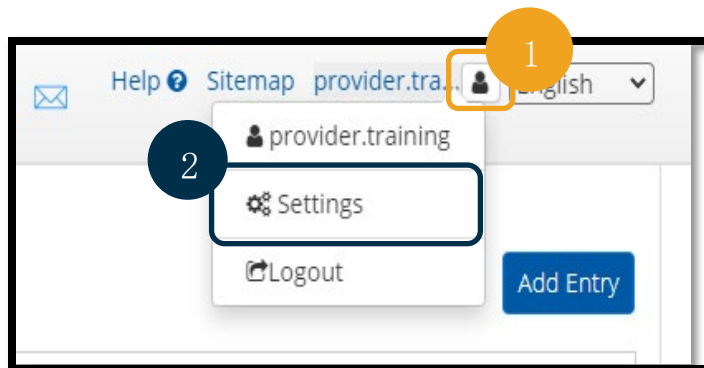 1
Help Sitemap provider.tra... English
provider.training
2
Settings
Logout
Add Entry